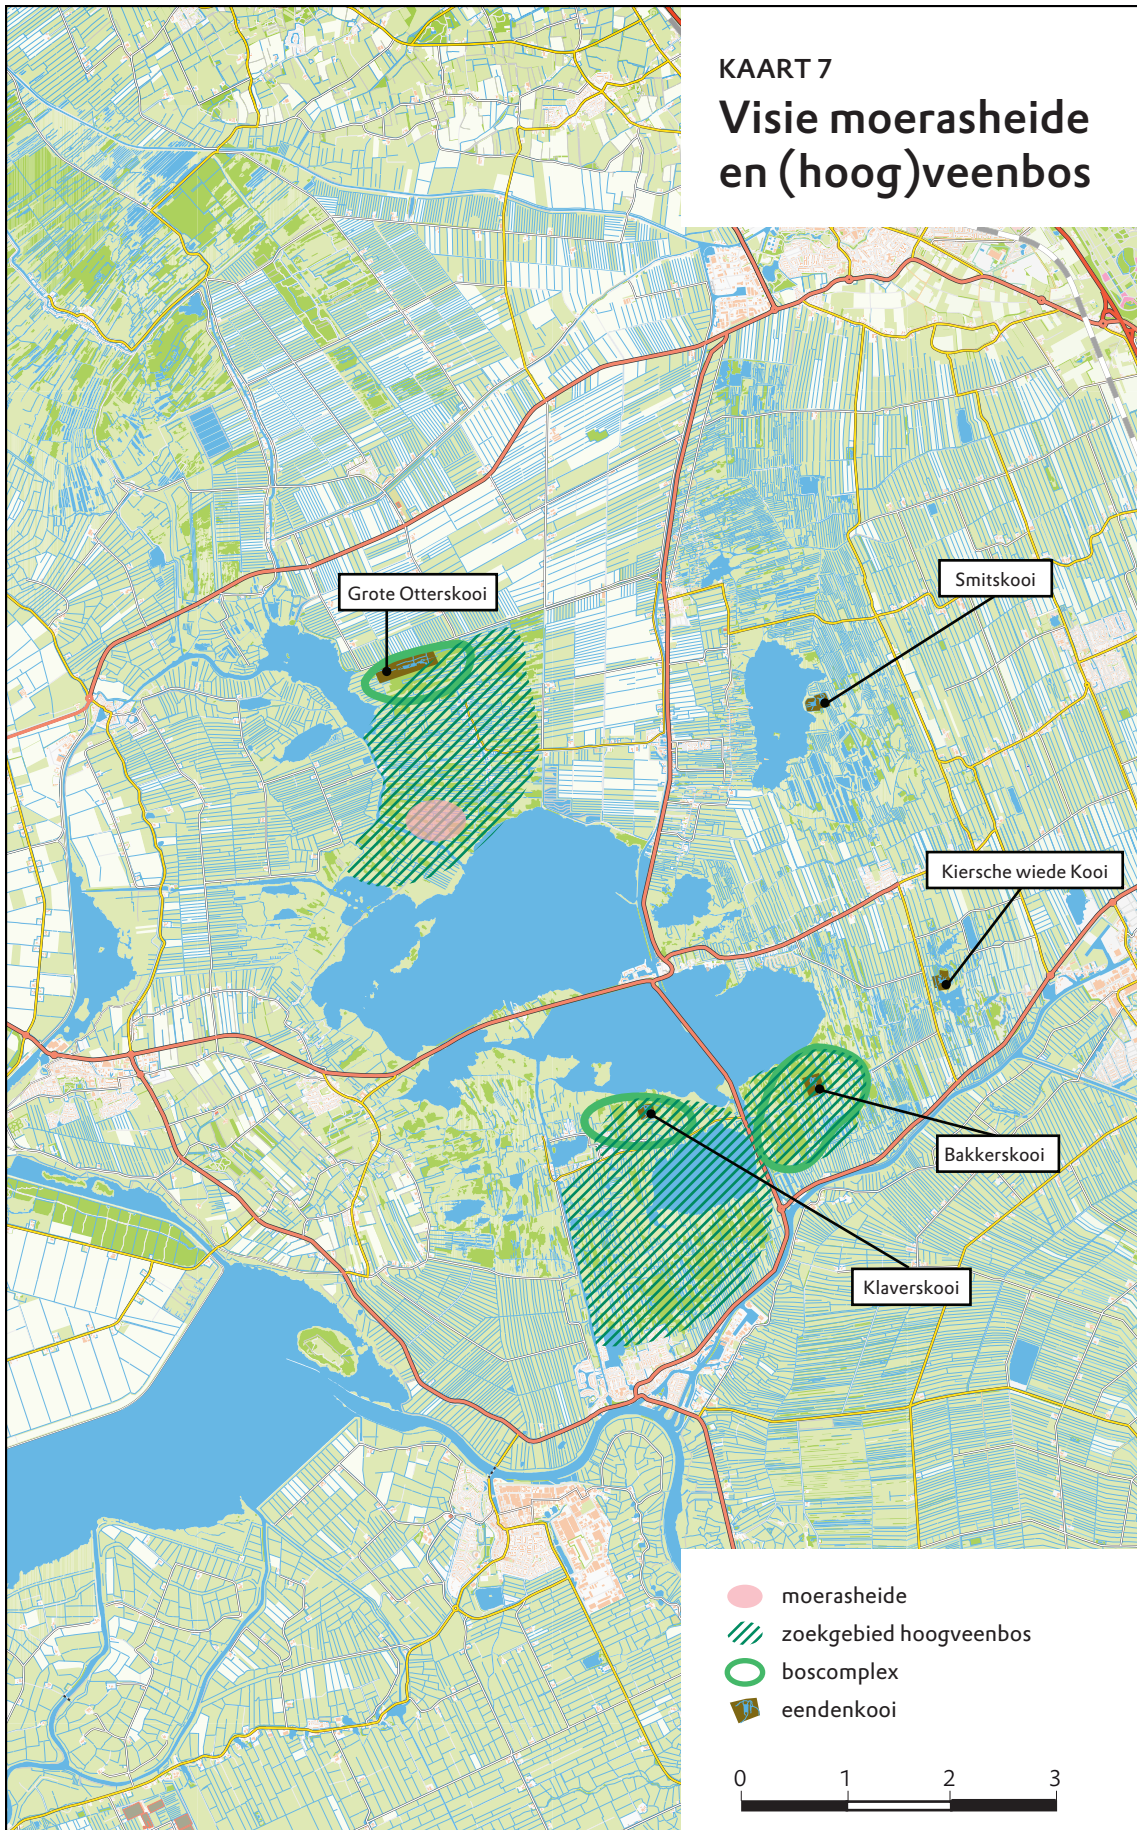 KAART 7
Visie moerasheide
en (hoog)veenbos
Smitskooi
Grote Otterskooi
Kiersche wiede Kooi
Bakkerskooi
Klaverskooi
moerasheide
zoekgebied hoogveenbos
boscomplex
eendenkooi
0 1 2 3